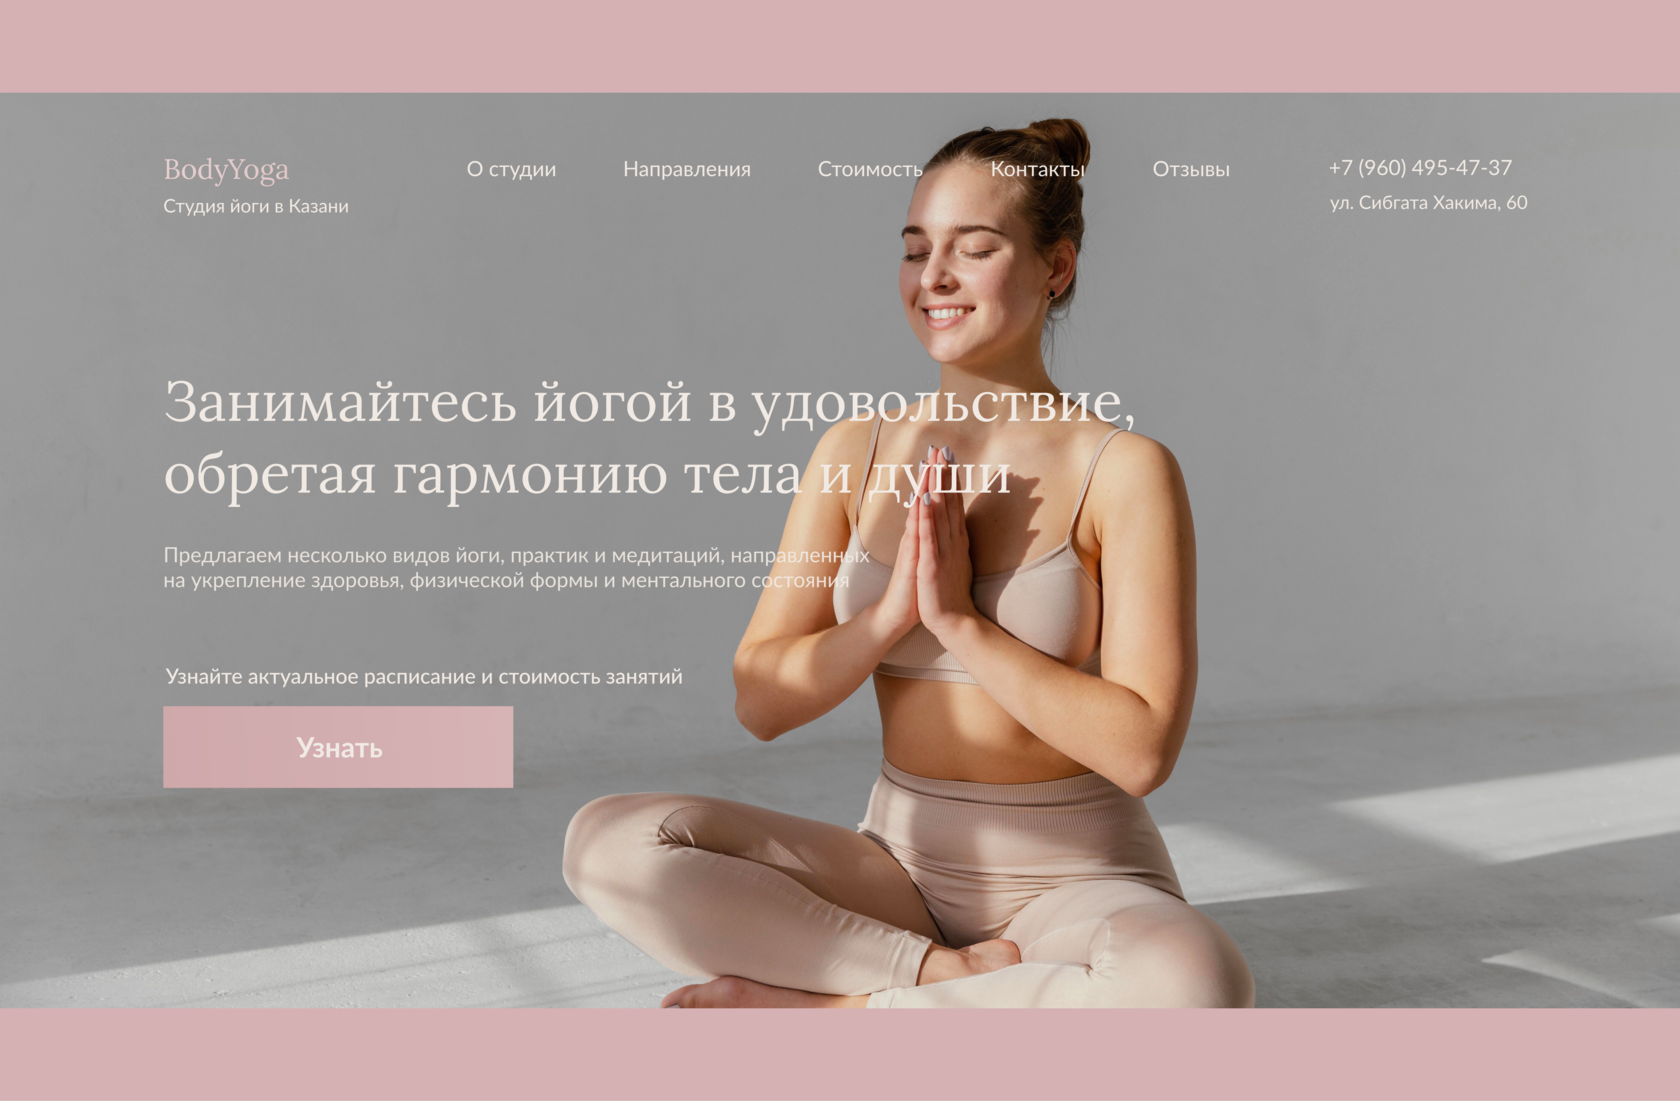 BodyYoga
Студия йоги в Казани
О студии
Направления
Стоимость
Контакты
Отзывы
+7 (960) 495-47-37
ул. Сибгата Хакима, 60
Занимайтесь йогой в удовольствие,
обретая гармонию тела и души
Предлагаем несколько видов йоги, практик и медитаций, направленных
на укрепление здоровья, физической формы и ментального состояния
Узнайте актуальное расписание и стоимость занятий
Узнать